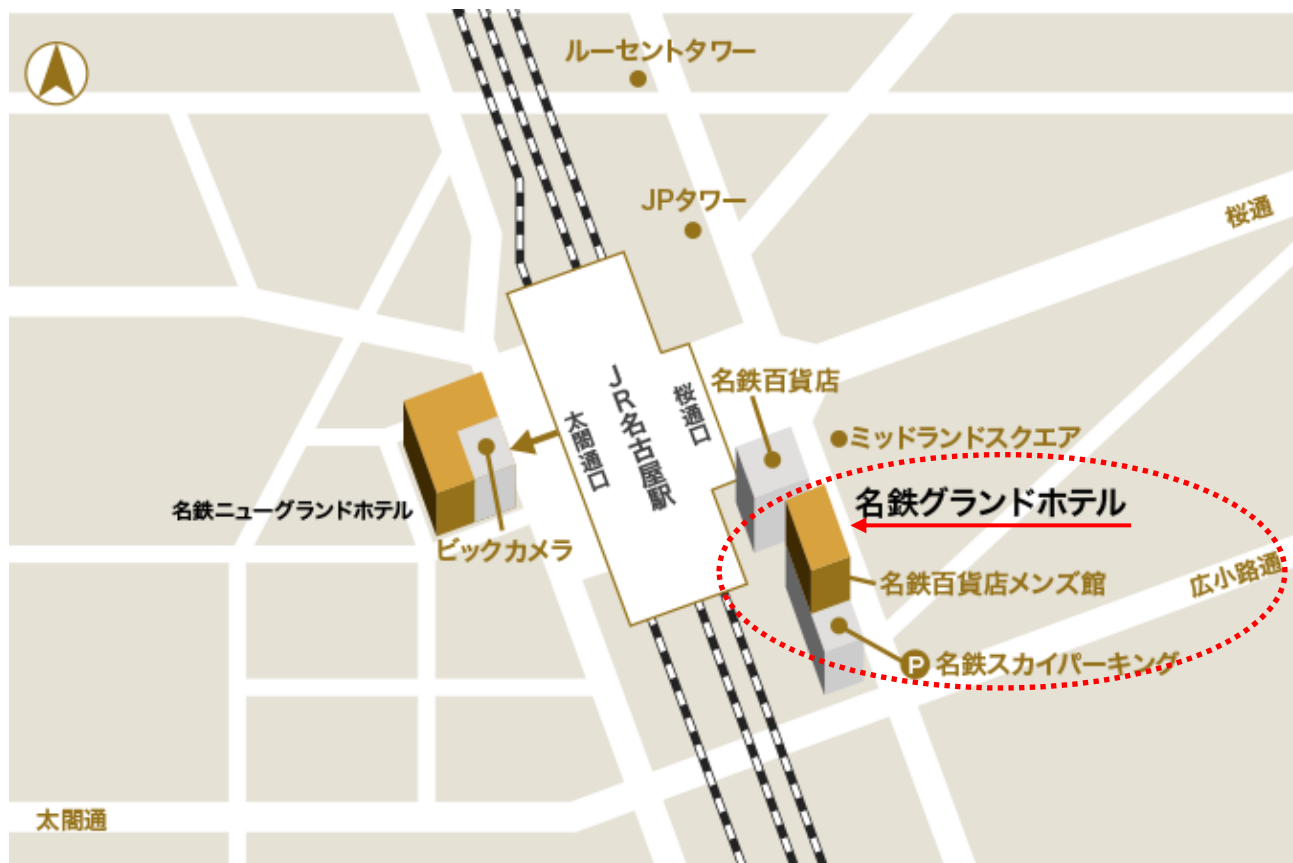 ルーセントタワー
JPタワー
桜通
名鉄百貨店
JR名古屋駅
桜通口
太閤通口
ミッドランドスクエア
名鉄グランドホテル
名鉄ニューグランドホテル
ビックカメラ
名鉄百貨店メンズ館
広小路通
P 名鉄スカイパーキング
太閤通